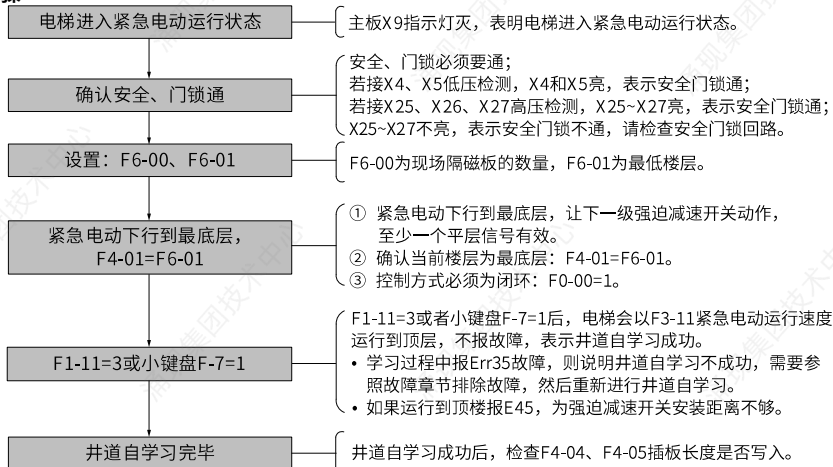 电梯进入紧急电动运行状态
主板X9指示灯灭，表明电梯进入紧急电动运行状态。
确认安全、门锁通
安全、门锁必须要通；
若接X4、X5低压检测，X4和X5亮，表示安全门锁通；
若接X25、X26、X27高压检测，X25~X27亮，表示安全门锁通；
X25~X27不亮，表示安全门锁不通，请检查安全门锁回路。
设置：F6-00、F6-01
F6-00为现场隔磁板的数量，F6-01为最低楼层。
紧急电动下行到最底层，
F4-01=F6-01
① 紧急电动下行到最底层，让下一级强迫减速开关动作，
至少一个平层信号有效。
② 确认当前楼层为最底层：F4-01=F6-01。
③ 控制方式必须为闭环：F0-00=1。
F1-11=3或小键盘F-7=1
F1-11=3或者小键盘F-7=1后，电梯会以F3-11紧急电动运行速度
运行到顶层，不报故障，表示井道自学习成功。
• 学习过程中报Err35故障，则说明井道自学习不成功，需要参
照故障章节排除故障，然后重新进行井道自学习。
• 如果运行到顶楼报E45，为强迫减速开关安装距离不够。
井道自学习完毕
井道自学习成功后，检查F4-04、F4-05插板长度是否写入。